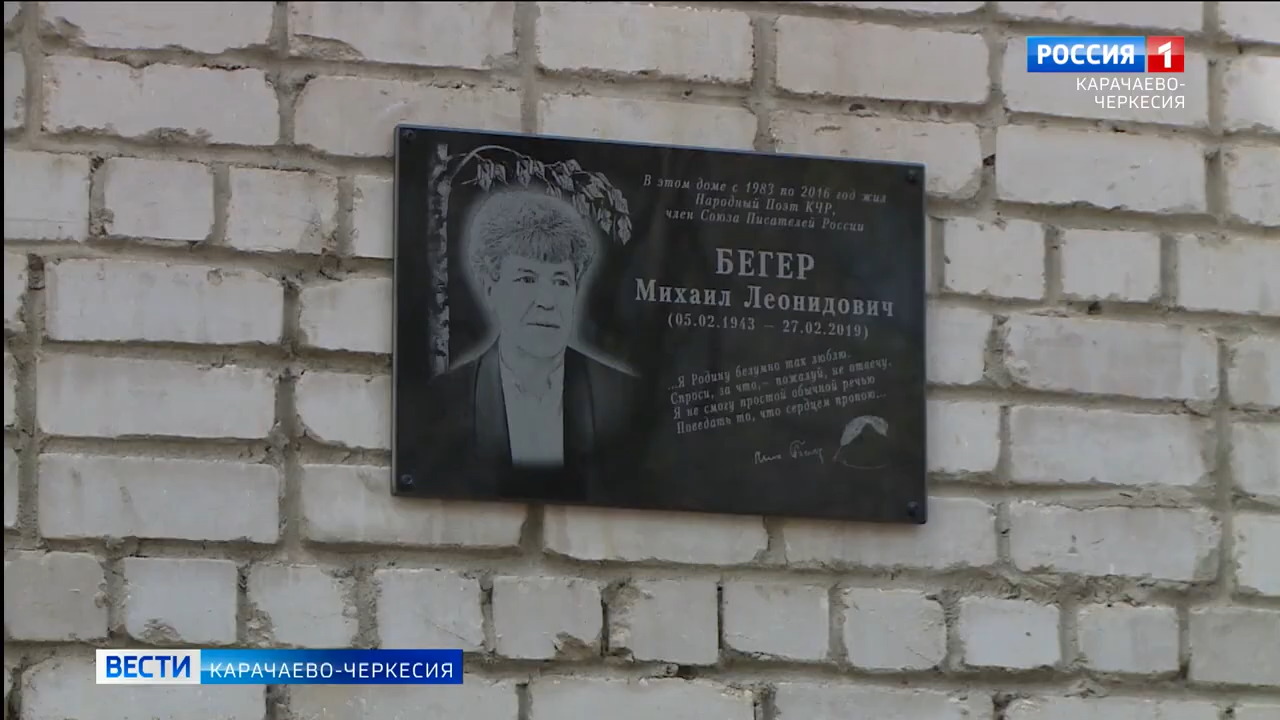 РОССИЯ 1
КАРАЧАЕВО-
ЧЕРКЕСИЯ
В этом доме с 1983 по 2016 год жил
Народный Поэт КЧР,
член Союза Писателей России
БЕГЕР
Михаил Леонидович
(05.02.1943 – 27.02.2019)
...Я Родину безумно так люблю.
Спроси, за что,- пожалуй, не отвечу.
Я не смогу простой обычной речью
Поведать то, что сердцем пропою...
ВЕСТИ КАРАЧАЕВО-ЧЕРКЕСИЯ